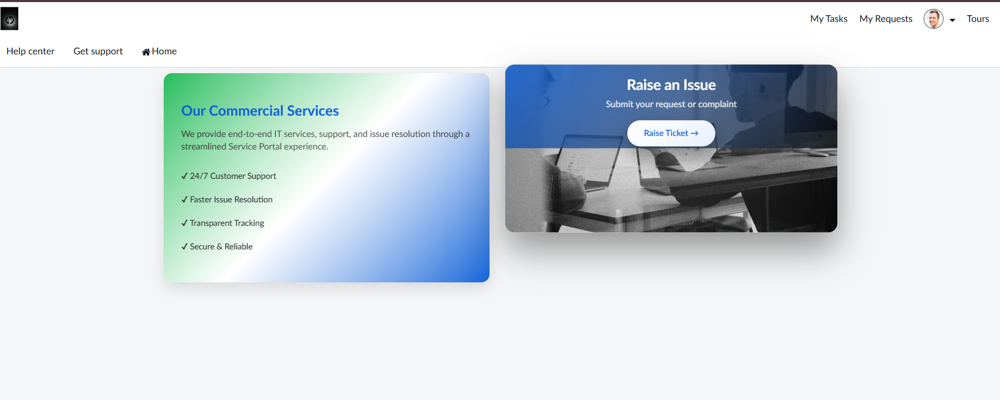 hp
My Tasks My Requests Tours
Help center Get support Home
Our Commercial Services
We provide end-to-end IT services, support, and issue resolution through a
streamlined Service Portal experience.
✓ 24/7 Customer Support
✓ Faster Issue Resolution
✓ Transparent Tracking
✓ Secure & Reliable
Raise an Issue
Submit your request or complaint
Raise Ticket →